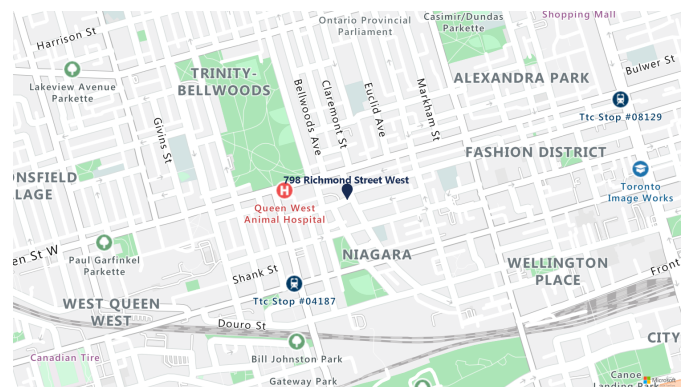 Ontario Provincial
Parliament
Casimir/Dundas
Parkette
Shopping Mall
Harrison St
Bulwer St
TRINITY-
BELLWOODS
ALEXANDRA PARK
Lakeview Avenue
Parkette
Bellwoods Ave
Claremont St
Euclid Ave
Markham St
Ttc Stop #08129
Givins St
FASHION DISTRICT
NSFIELD
LAGE
798 Richmond Street West
Toronto
Image Works
Queen West
Animal Hospital
en St W
Paul Garfinkel
Parkette
NIAGARA
WELLINGTON
PLACE
Front
Shank St
Ttc Stop #04187
WEST QUEEN
WEST
Douro St
CITY
Canadian Tire
Bill Johnston Park
Gateway Park
Canoe
Landing Park
Microsoft